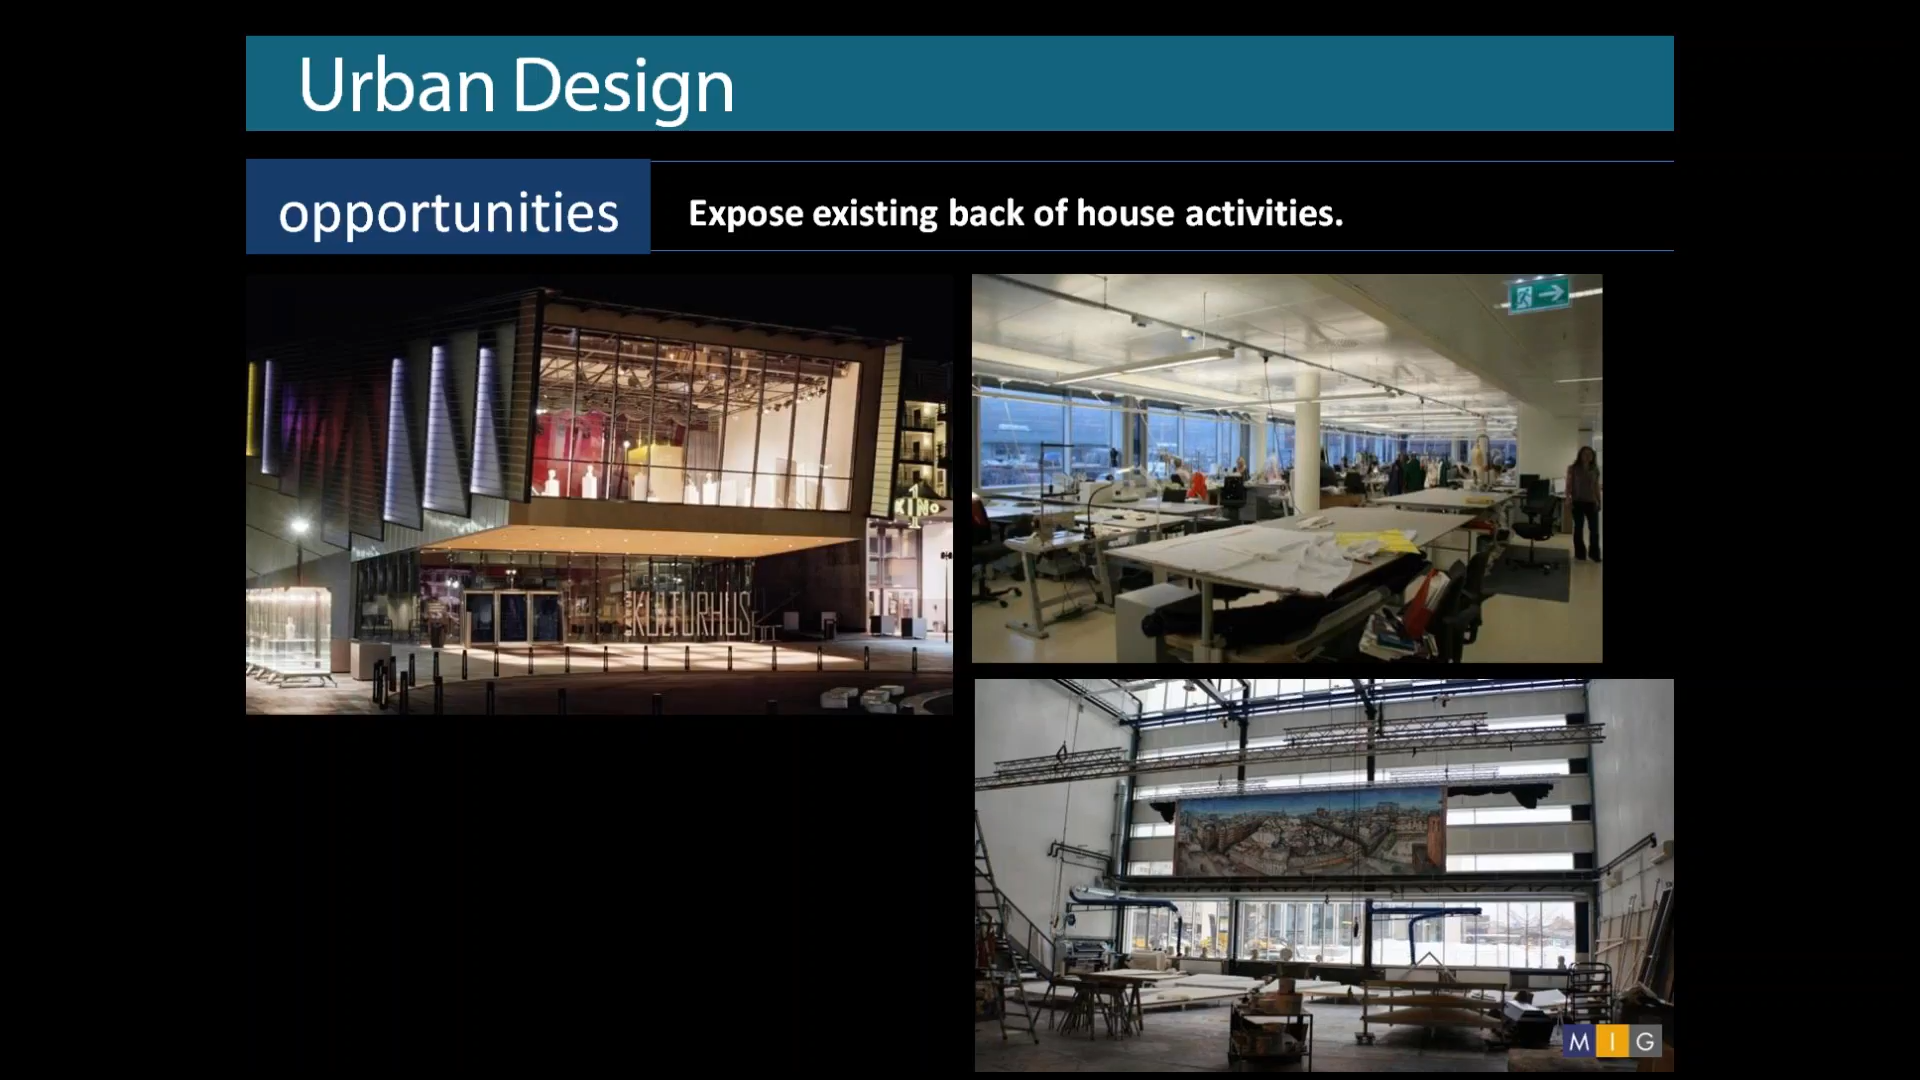 Urban Design
opportunities
Expose existing back of house activities.
KINO
KULTURHUS
M I G